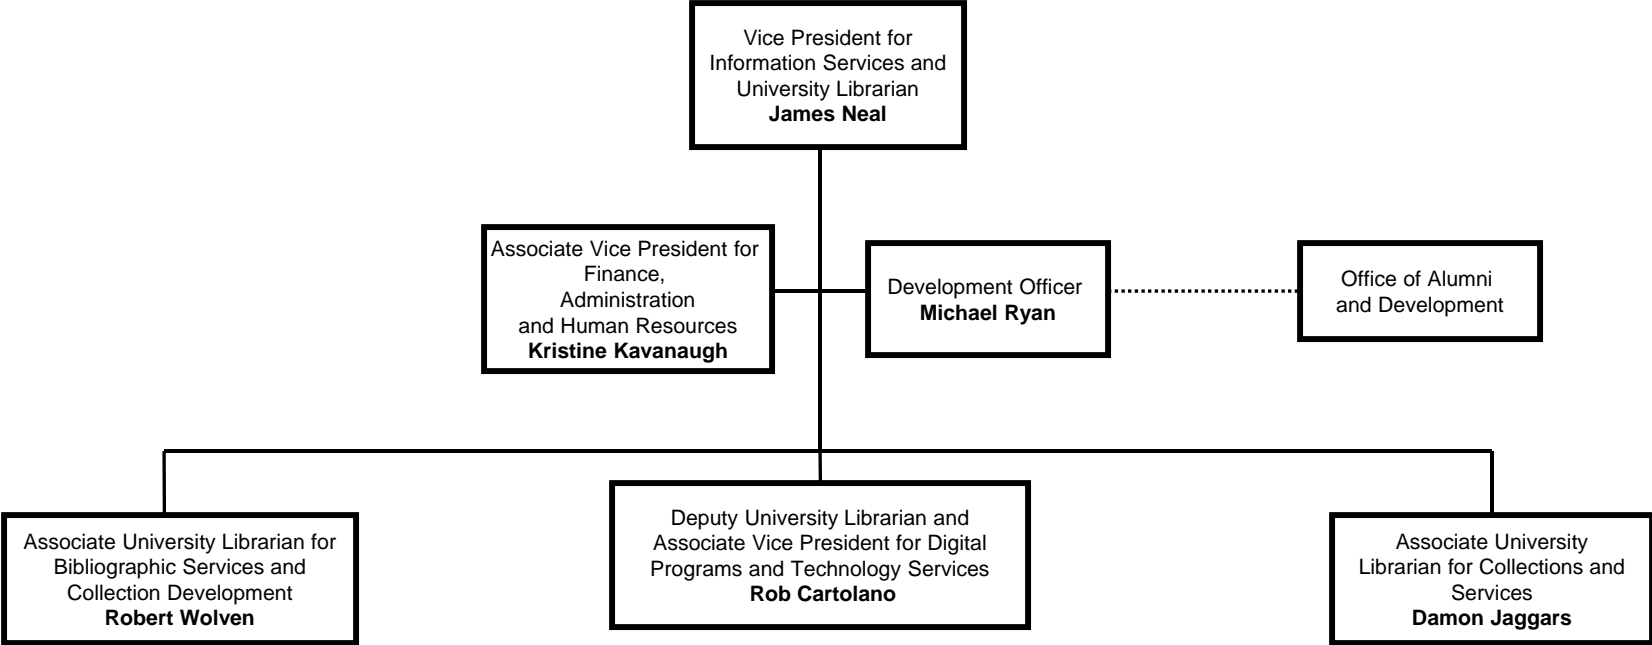 Vice President for
Information Services and
University Librarian
James Neal
Associate Vice President for
Finance,
Administration
and Human Resources
Kristine Kavanaugh
Development Officer
Michael Ryan
Office of Alumni
and Development
Associate University Librarian for
Bibliographic Services and
Collection Development
Robert Wolven
Deputy University Librarian and
Associate Vice President for Digital
Programs and Technology Services
Rob Cartolano
Associate University
Librarian for Collections and
Services
Damon Jaggars